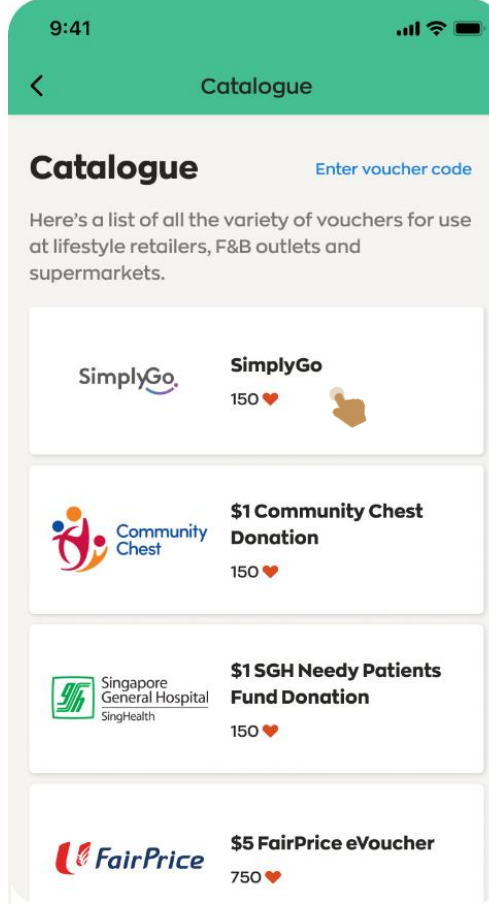 9:41
Catalogue
Catalogue
Enter voucher code
Here's a list of all the variety of vouchers for use
at lifestyle retailers, F&B outlets and
supermarkets.
SimplyGo.
SimplyGo
150
Community
Chest
$1 Community Chest
Donation
150
Singapore
General Hospital
SingHealth
$1 SGH Needy Patients
Fund Donation
150
FairPrice
$5 FairPrice eVoucher
750